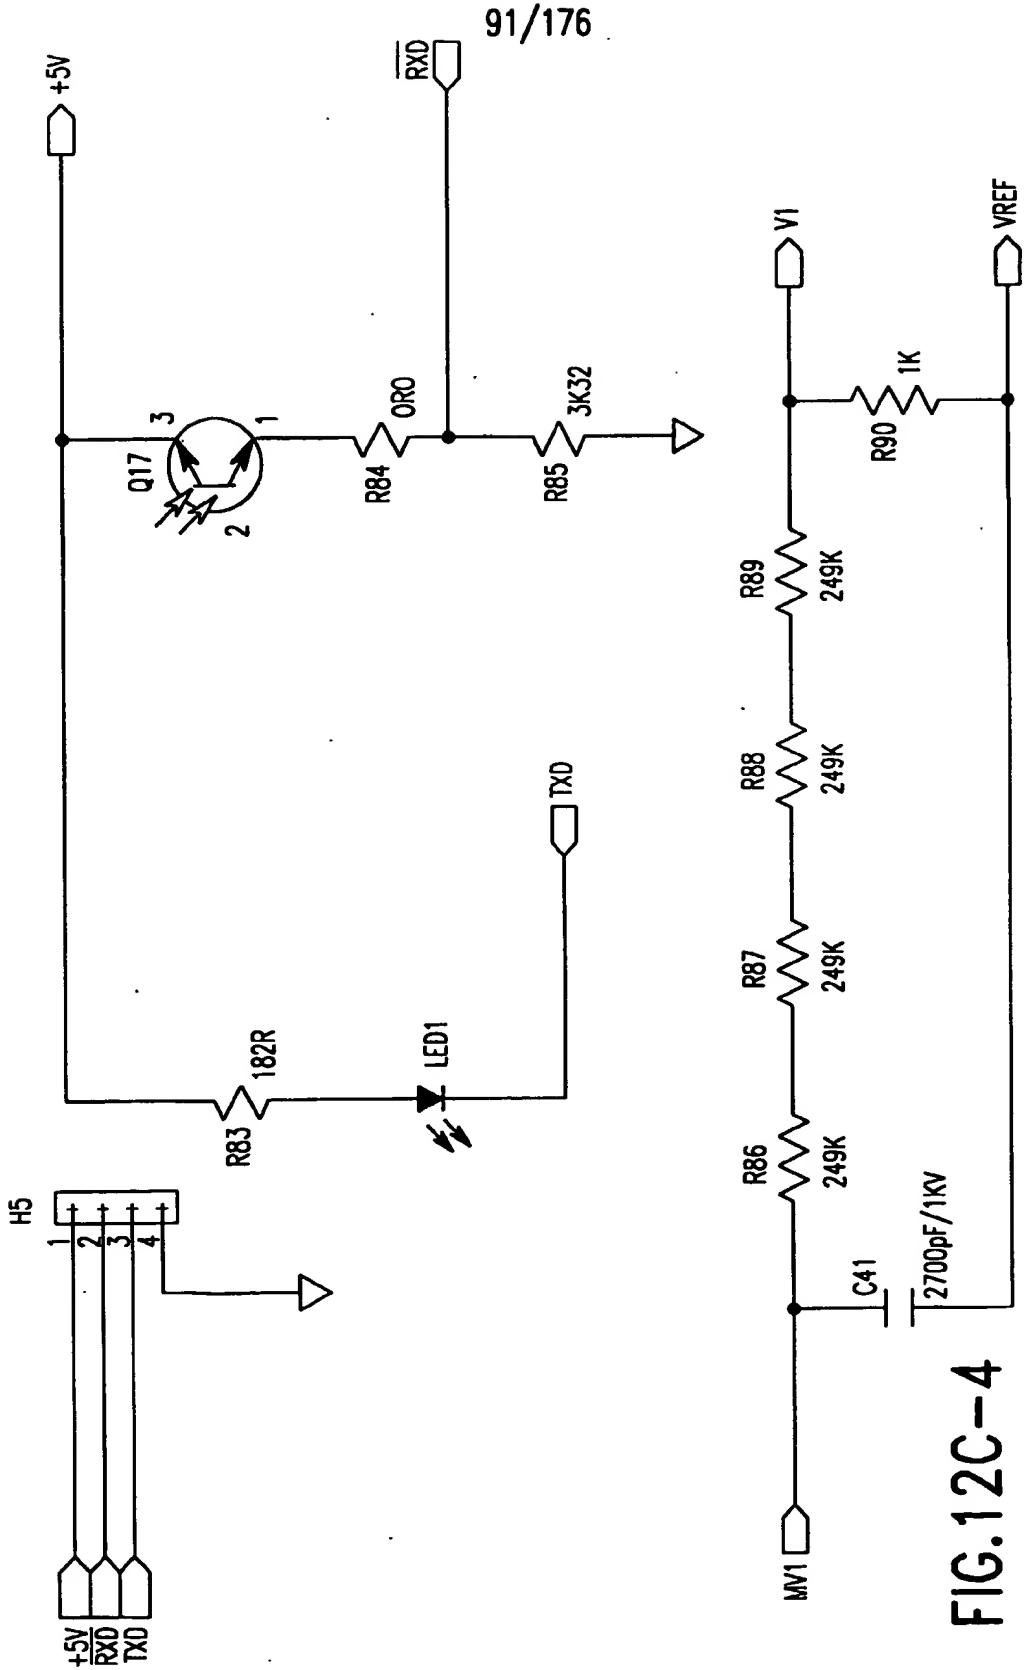 91/176
H5
1
2
3
4
+5V
R̅X̅D̅
TXD
R83
182R
LED1
TXD
+5V
Q17
3
2
1
R84
0R0
R̅X̅D̅
R85
3K32
MV1
R86
249K
R87
249K
R88
249K
R89
249K
V1
C41
2700pF/1KV
R90
1K
VREF
FIG.12C-4